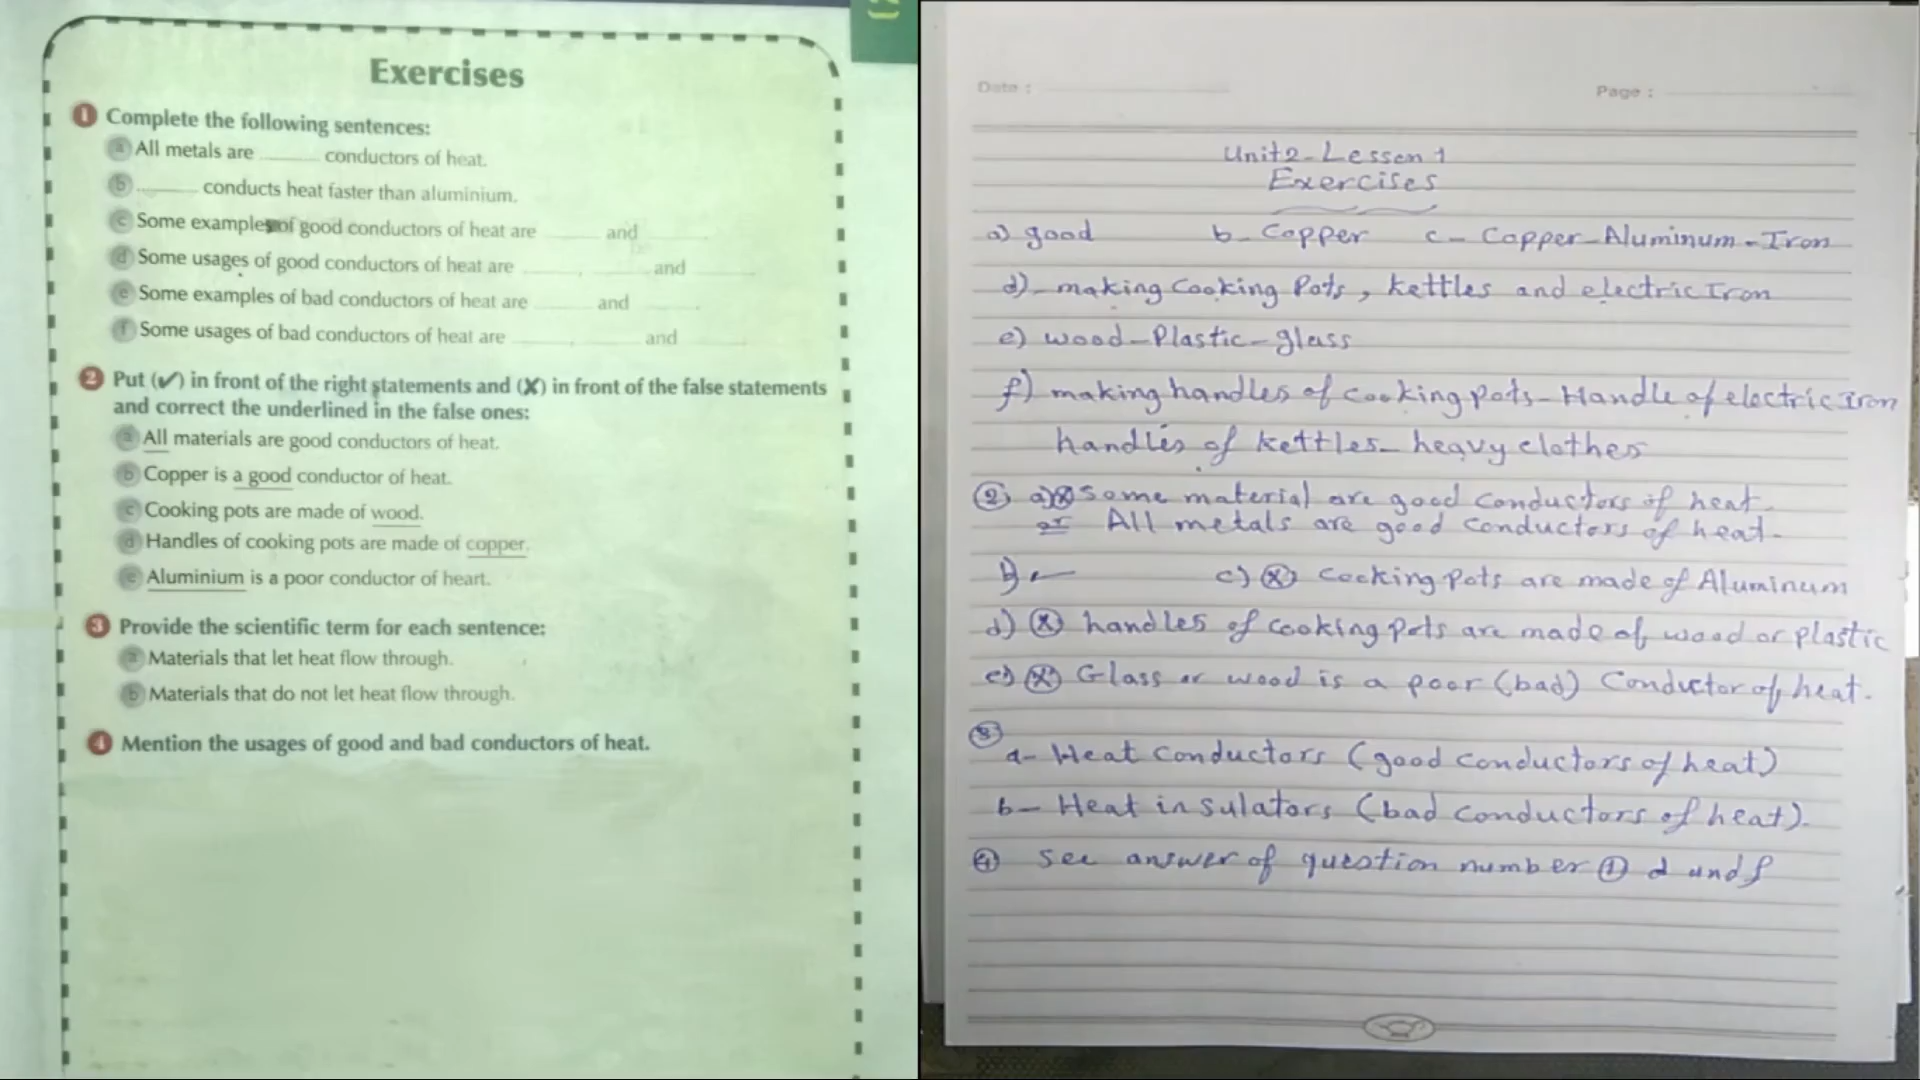 Exercises
1 Complete the following sentences:
a All metals are ........ conductors of heat.
b ........ conducts heat faster than aluminium.
c Some examples of good conductors of heat are ........ and ........
d Some usages of good conductors of heat are ........, ........ and ........
e Some examples of bad conductors of heat are ........ and ........
f Some usages of bad conductors of heat are ........, ........ and ........
2 Put (✓) in front of the right statements and (✗) in front of the false statements
and correct the underlined in the false ones:
a All materials are good conductors of heat.
b Copper is a good conductor of heat.
c Cooking pots are made of wood.
d Handles of cooking pots are made of copper.
e Aluminium is a poor conductor of heart.
3 Provide the scientific term for each sentence:
a Materials that let heat flow through.
b Materials that do not let heat flow through.
4 Mention the usages of good and bad conductors of heat.
Date : Page :
Unit2-Lesson 1
Exercises
a) good b- Copper c- Copper-Aluminum-Iron
d)- making Cooking Pots, kettles and electric Iron
e) wood-Plastic-glass
f) making handles of cooking pots-Handle of electric iron
handles of kettles- heavy clothes
(2) a)(x) some material are good conductors of heat.
or All metals are good conductors of heat-
b) ✓ c) (x) cooking pots are made of Aluminum
d) (x) handles of cooking pots are made of wood or plastic
e) (x) Glass or wood is a poor (bad) Conductor of heat.
(3)
a- Heat conductors (good conductors of heat)
b- Heat insulators (bad conductors of heat).
(4) see answer of question number (1) d and f